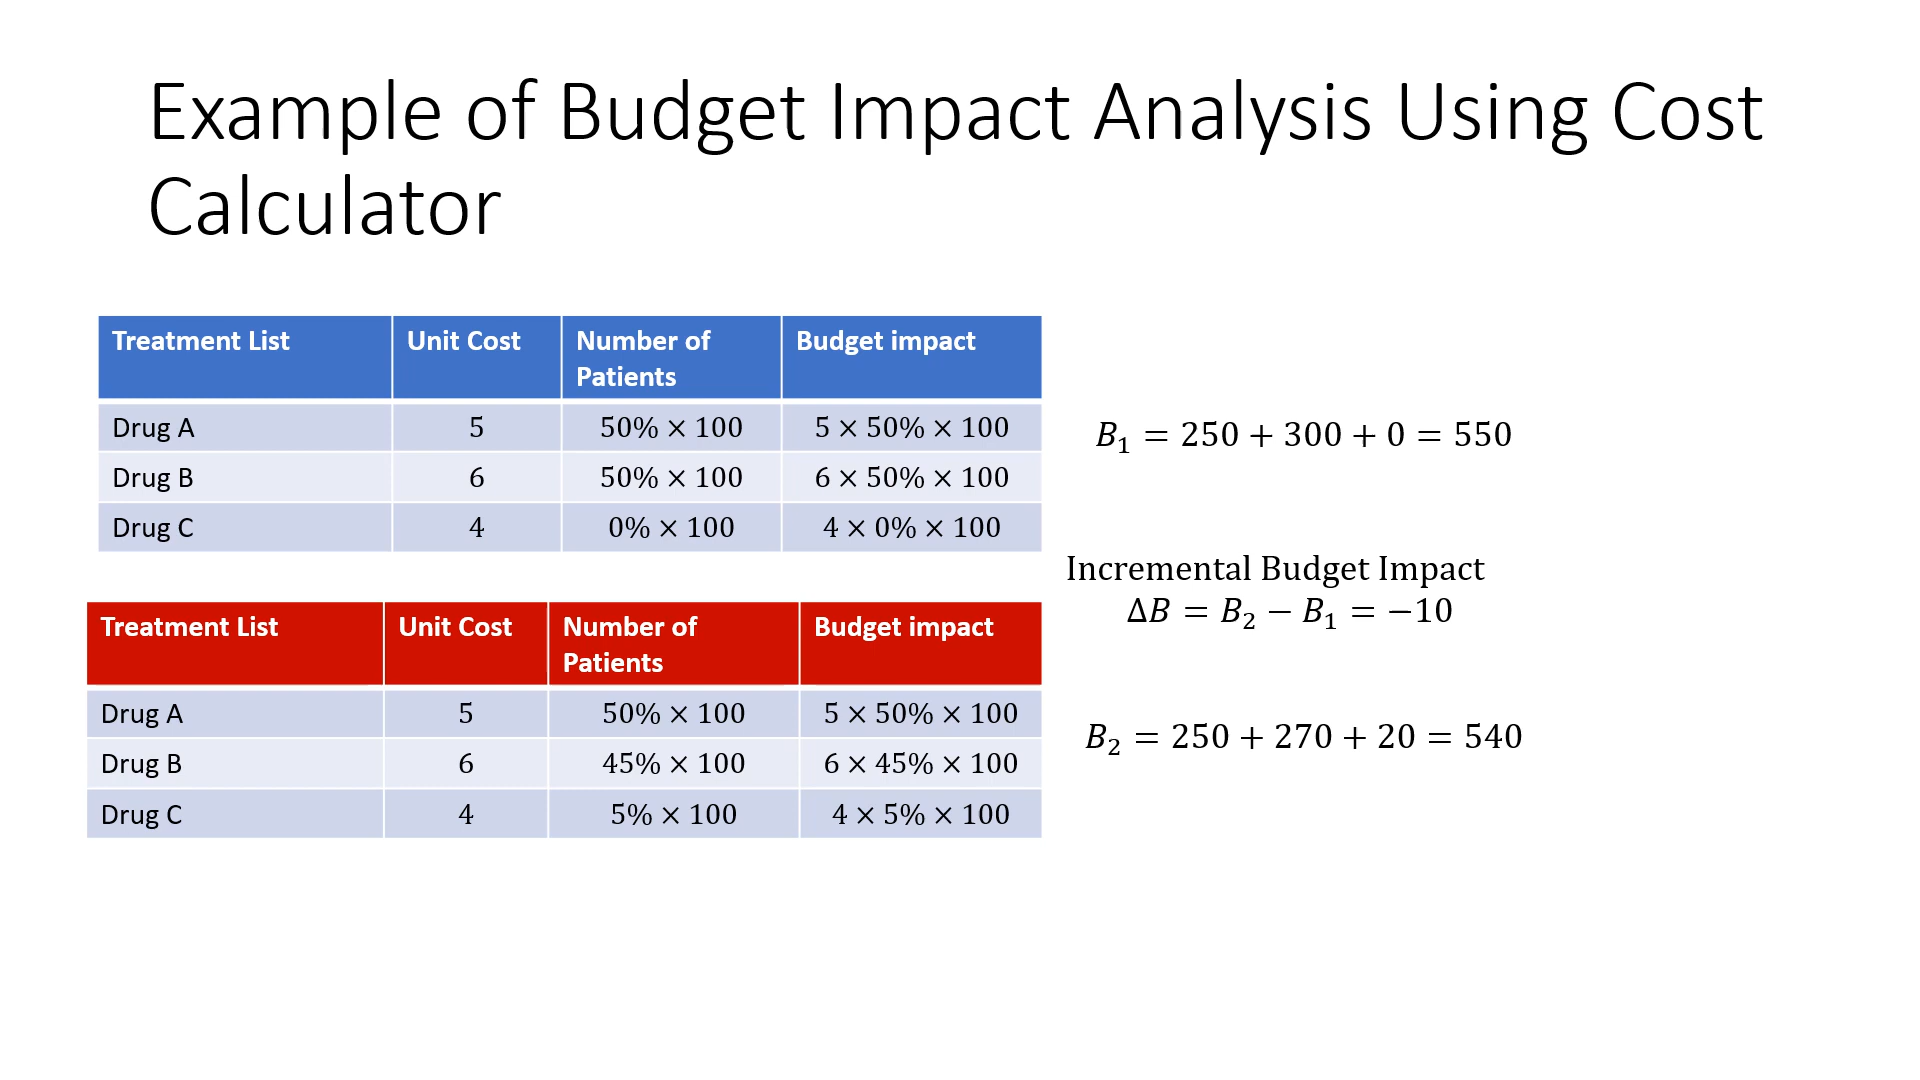 Example of Budget Impact Analysis Using Cost
Calculator
Treatment List Unit Cost Number of Patients Budget impact
Drug A 5 50% × 100 5 × 50% × 100
Drug B 6 50% × 100 6 × 50% × 100
Drug C 4 0% × 100 4 × 0% × 100
B₁ = 250 + 300 + 0 = 550
Incremental Budget Impact
ΔB = B₂ − B₁ = −10
Treatment List Unit Cost Number of Patients Budget impact
Drug A 5 50% × 100 5 × 50% × 100
Drug B 6 45% × 100 6 × 45% × 100
Drug C 4 5% × 100 4 × 5% × 100
B₂ = 250 + 270 + 20 = 540